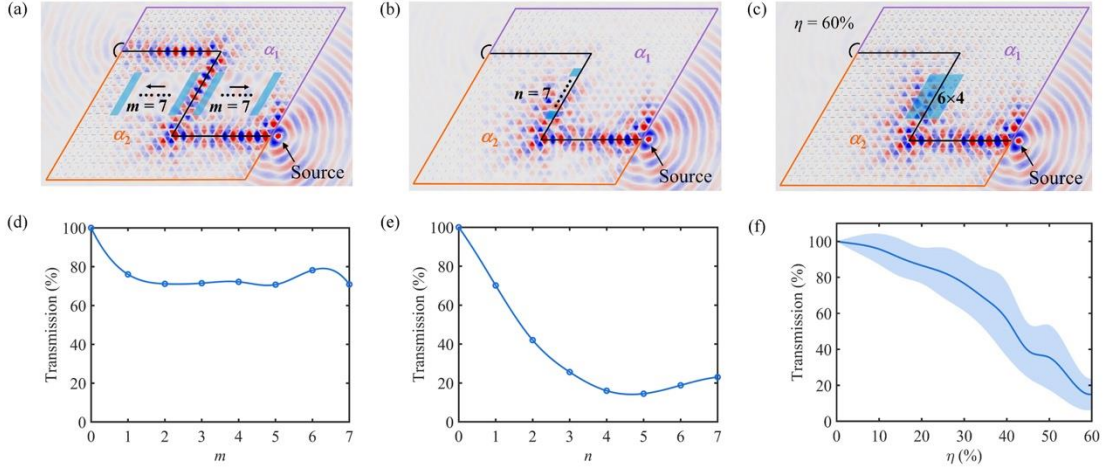 (a)
α1
m = 7
m = 7
α2
Source
(b)
α1
n = 7
α2
Source
(c)
η = 60%
α1
6×4
α2
Source
(d)
Transmission (%)
100
80
60
40
20
0
0 1 2 3 4 5 6 7
m
(e)
Transmission (%)
100
80
60
40
20
0
0 1 2 3 4 5 6 7
n
(f)
Transmission (%)
100
80
60
40
20
0
0 10 20 30 40 50 60
η (%)